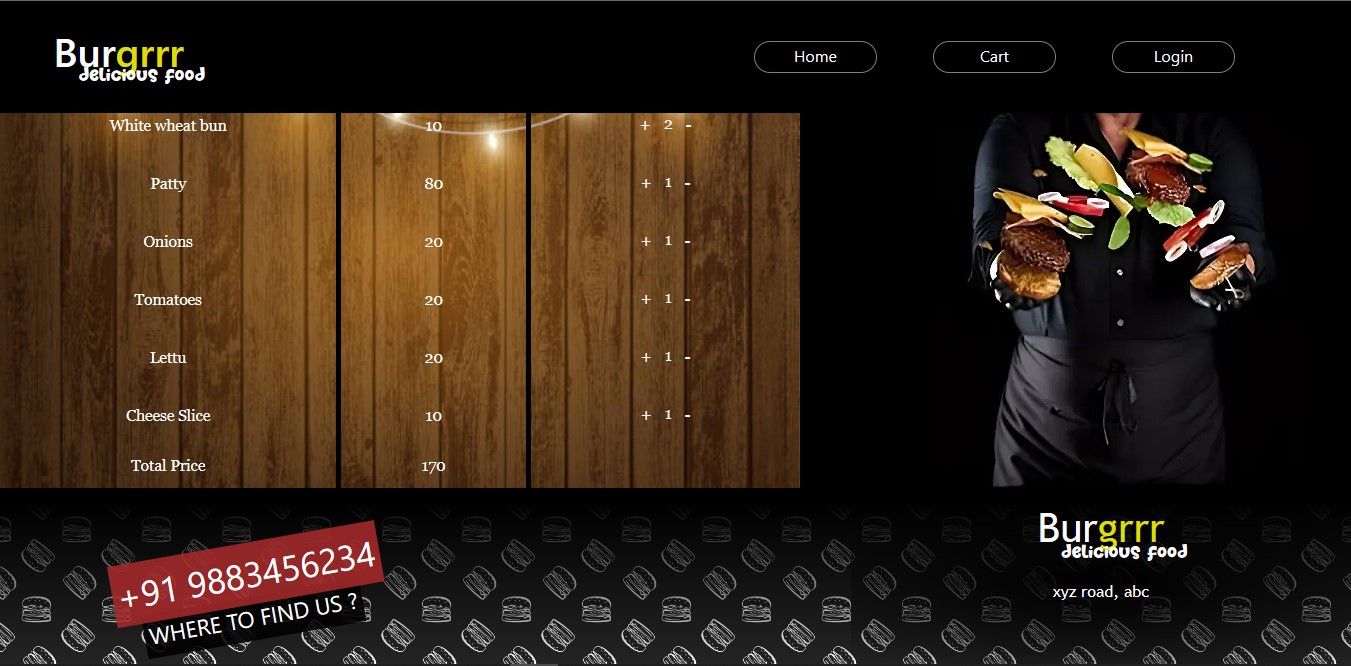 Burgrrr
delicious food
Home Cart Login
White wheat bun 10 + 2 -
Patty 80 + 1 -
Onions 20 + 1 -
Tomatoes 20 + 1 -
Lettu 20 + 1 -
Cheese Slice 10 + 1 -
Total Price 170
+91 9883456234
WHERE TO FIND US ?
Burgrrr
delicious food
xyz road, abc